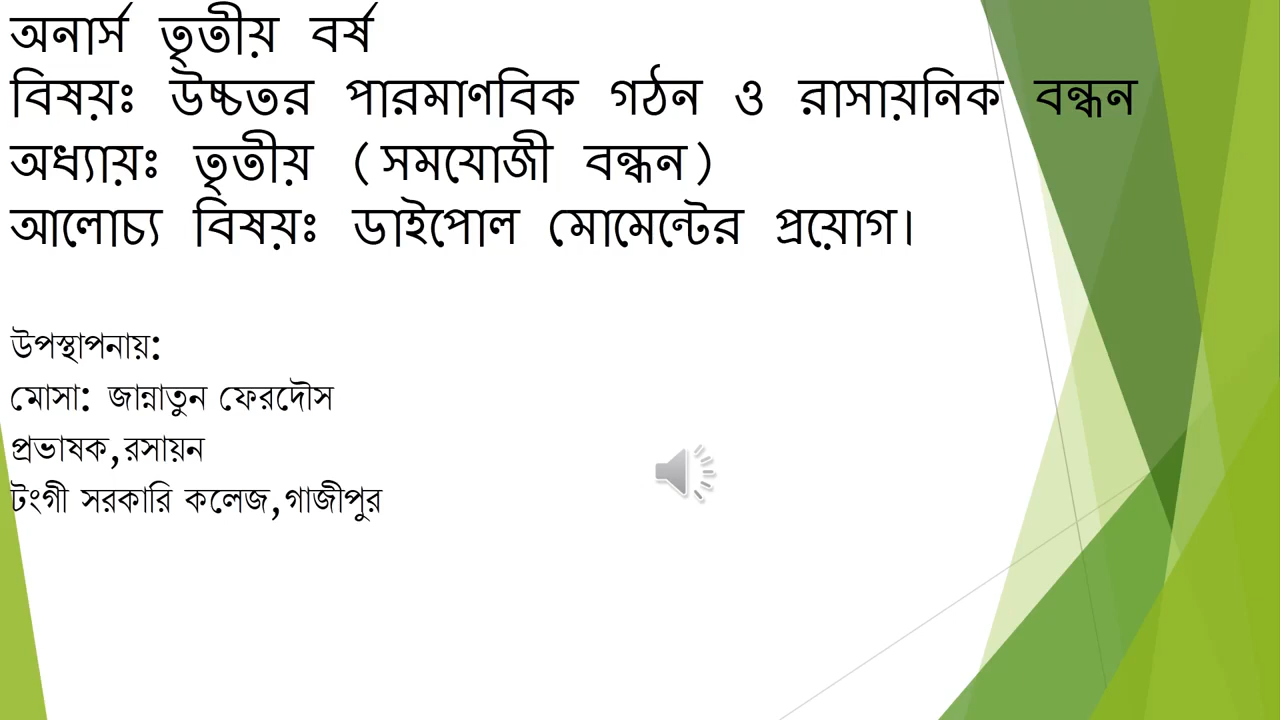 অনার্স তৃতীয় বর্ষ
বিষয়ঃ উচ্চতর পারমাণবিক গঠন ও রাসায়নিক বন্ধন
অধ্যায়ঃ তৃতীয় (সমযোজী বন্ধন)
আলোচ্য বিষয়ঃ ডাইপোল মোমেন্টের প্রয়োগ।
উপস্থাপনায়:
মোসা: জান্নাতুন ফেরদৌস
প্রভাষক,রসায়ন
টংগী সরকারি কলেজ,গাজীপুর